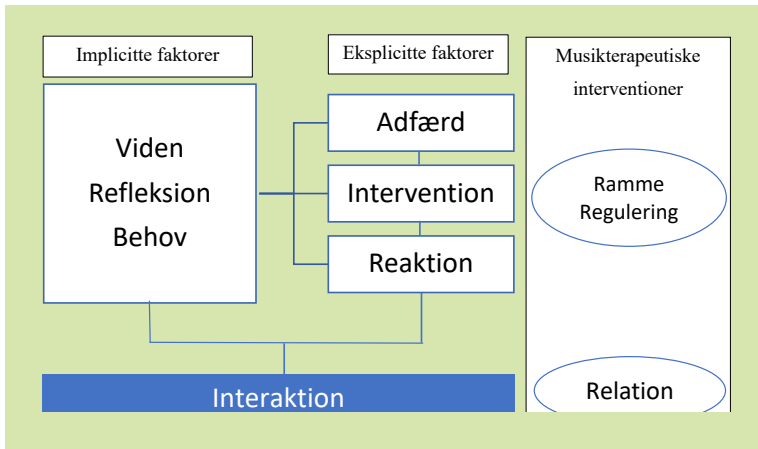 Implicitte faktorer
Viden
Refleksion
Behov
Eksplicitte faktorer
Adfærd
Intervention
Reaktion
Interaktion
Musikterapeutiske
interventioner
Ramme
Regulering
Relation